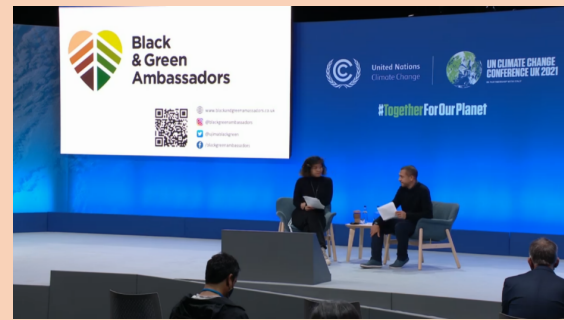 Black
& Green
Ambassadors
United Nations
Climate Change
UN CLIMATE CHANGE
CONFERENCE UK 2021
#TogetherForOurPlanet